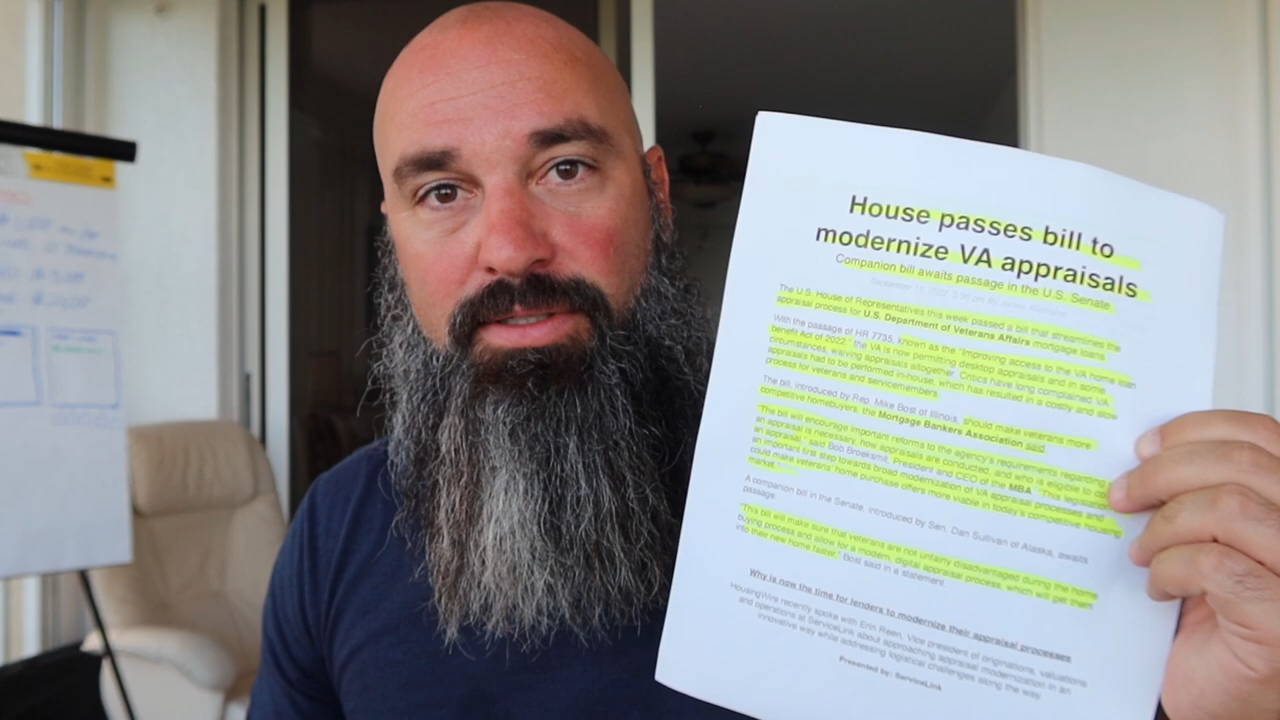 House passes bill to
modernize VA appraisals
Companion bill awaits passage in the U.S. Senate
The U.S. House of Representatives this week passed a bill that streamlines the
appraisal process for U.S. Department of Veterans Affairs mortgage loans.
With the passage of HR 7735, known as the "Improving access to the VA home loan
benefit Act of 2022," the VA is now permitting desktop appraisals and in some
circumstances, waiving appraisals altogether. Critics have long complained VA
appraisals had to be performed in-house, which has resulted in a costly and slow
process for veterans and servicemembers.
The bill, introduced by Rep. Mike Bost of Illinois, should make veterans more
competitive homebuyers, the Mortgage Bankers Association said
"The bill will encourage important reforms to the agency's requirements regarding
an appraisal is necessary, how appraisals are conducted, and who is eligible to
an appraisal," said Bob Broeksmit, President and CEO of the MBA. "This legislation
an important first step towards broad modernization of VA appraisal processes and
could make veterans' home purchase offers more viable in today's competitive housing
market."
A companion bill in the Senate, introduced by Sen. Dan Sullivan of Alaska, awaits
passage.
"This bill will make sure that veterans are not unfairly disadvantaged during the home
buying process and allow for a modern, digital appraisal process, which will get them
into their new home faster," Bost said in a statement.
Why is now the time for lenders to modernize their appraisal processes
HousingWire recently spoke with Erin Reen, Vice president of originations, valuations
and operations at ServiceLink about approaching appraisal modernization in an
innovative way while addressing logistical challenges along the way.
Presented by: ServiceLink